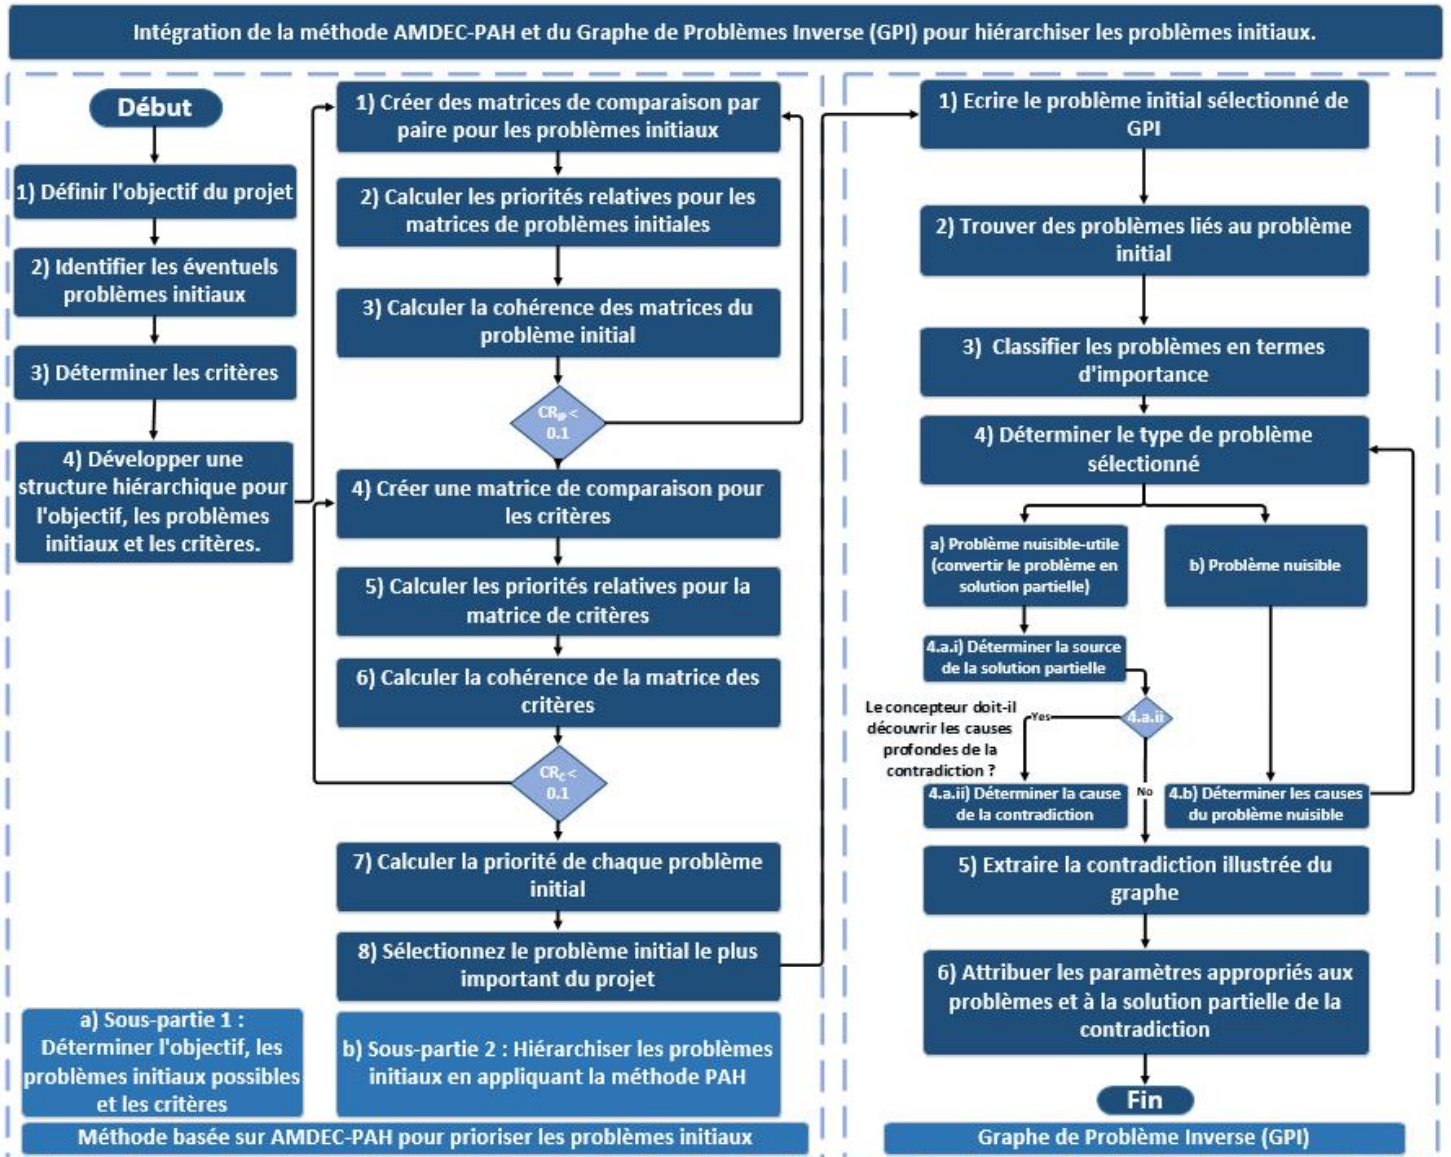 Intégration de la méthode AMDEC-PAH et du Graphe de Problèmes Inverse (GPI) pour hiérarchiser les problèmes initiaux.
Début
1) Définir l'objectif du projet
2) Identifier les éventuels
problèmes initiaux
3) Déterminer les critères
4) Développer une
structure hiérarchique pour
l'objectif, les problèmes
initiaux et les critères.
a) Sous-partie 1 :
Déterminer l'objectif, les
problèmes initiaux possibles
et les critères
1) Créer des matrices de comparaison par
paire pour les problèmes initiaux
2) Calculer les priorités relatives pour les
matrices de problèmes initiales
3) Calculer la cohérence des matrices du
problème initial
CR_IP <
0.1
4) Créer une matrice de comparaison pour
les critères
5) Calculer les priorités relatives pour la
matrice de critères
6) Calculer la cohérence de la matrice des
critères
CR_C <
0.1
7) Calculer la priorité de chaque problème
initial
8) Sélectionnez le problème initial le plus
important du projet
b) Sous-partie 2 : Hiérarchiser les problèmes
initiaux en appliquant la méthode PAH
Méthode basée sur AMDEC-PAH pour prioriser les problèmes initiaux
1) Ecrire le problème initial sélectionné de
GPI
2) Trouver des problèmes liés au problème
initial
3) Classifier les problèmes en termes
d'importance
4) Déterminer le type de problème
sélectionné
a) Problème nuisible-utile
(convertir le problème en
solution partielle)
b) Problème nuisible
4.a.i) Déterminer la source
de la solution partielle
Le concepteur doit-il
découvrir les causes
profondes de la
contradiction ?
Yes
4.a.ii
No
4.a.ii) Déterminer la cause
de la contradiction
4.b) Déterminer les causes
du problème nuisible
5) Extraire la contradiction illustrée du
graphe
6) Attribuer les paramètres appropriés aux
problèmes et à la solution partielle de la
contradiction
Fin
Graphe de Problème Inverse (GPI)